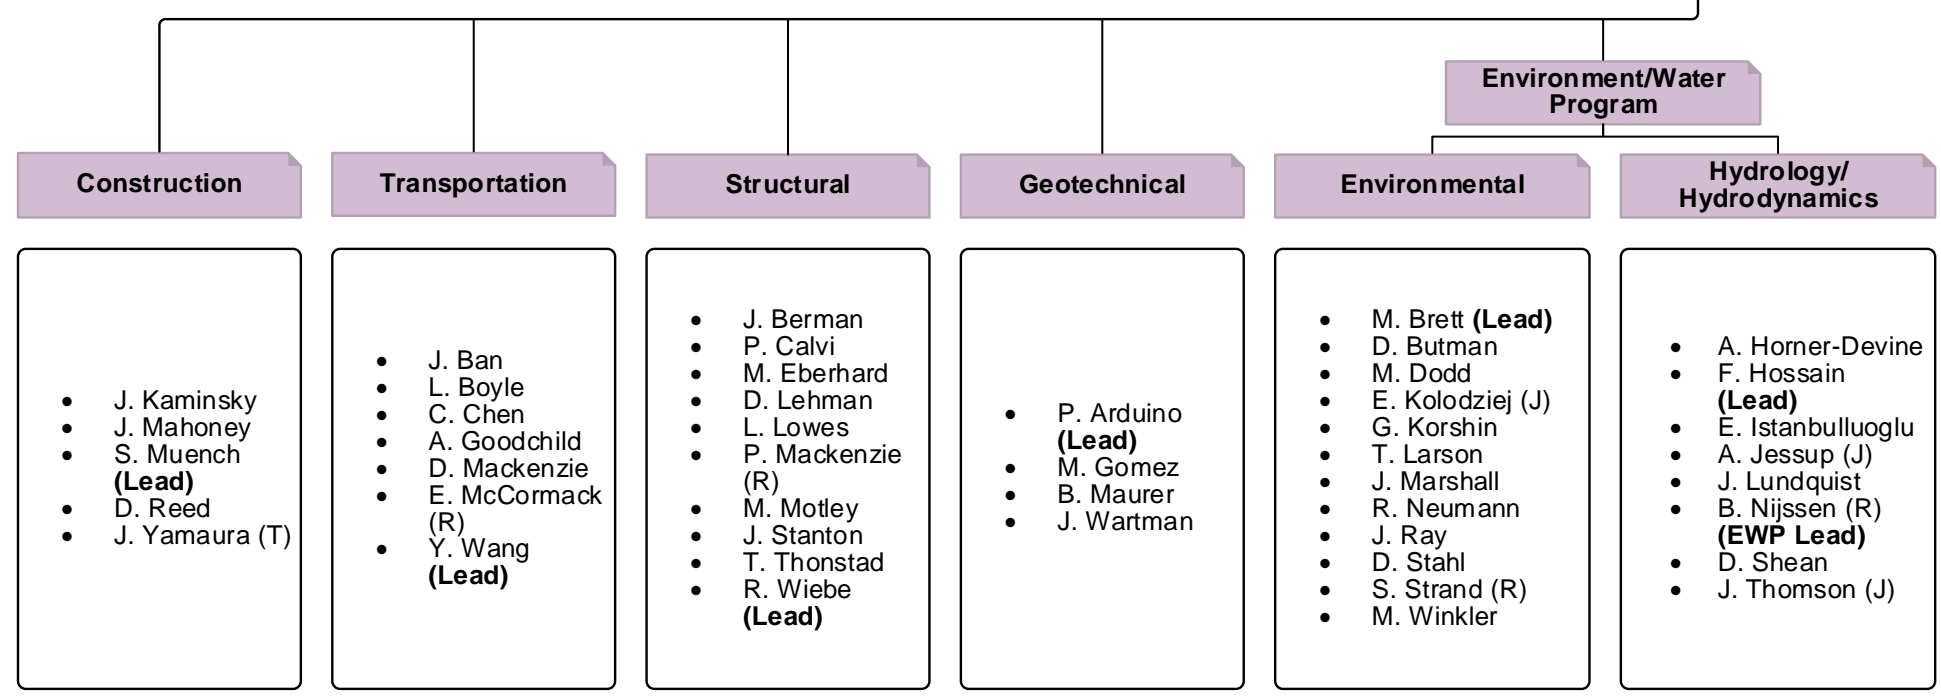 Environment/Water
Program
Construction
Transportation
Structural
Geotechnical
Environmental
Hydrology/
Hydrodynamics
• J. Kaminsky
• J. Mahoney
• S. Muench
(Lead)
• D. Reed
• J. Yamaura (T)
• J. Ban
• L. Boyle
• C. Chen
• A. Goodchild
• D. Mackenzie
• E. McCormack
(R)
• Y. Wang
(Lead)
• J. Berman
• P. Calvi
• M. Eberhard
• D. Lehman
• L. Lowes
• P. Mackenzie
(R)
• M. Motley
• J. Stanton
• T. Thonstad
• R. Wiebe
(Lead)
• P. Arduino
(Lead)
• M. Gomez
• B. Maurer
• J. Wartman
• M. Brett (Lead)
• D. Butman
• M. Dodd
• E. Kolodziej (J)
• G. Korshin
• T. Larson
• J. Marshall
• R. Neumann
• J. Ray
• D. Stahl
• S. Strand (R)
• M. Winkler
• A. Horner-Devine
• F. Hossain
(Lead)
• E. Istanbulluoglu
• A. Jessup (J)
• J. Lundquist
• B. Nijssen (R)
(EWP Lead)
• D. Shean
• J. Thomson (J)